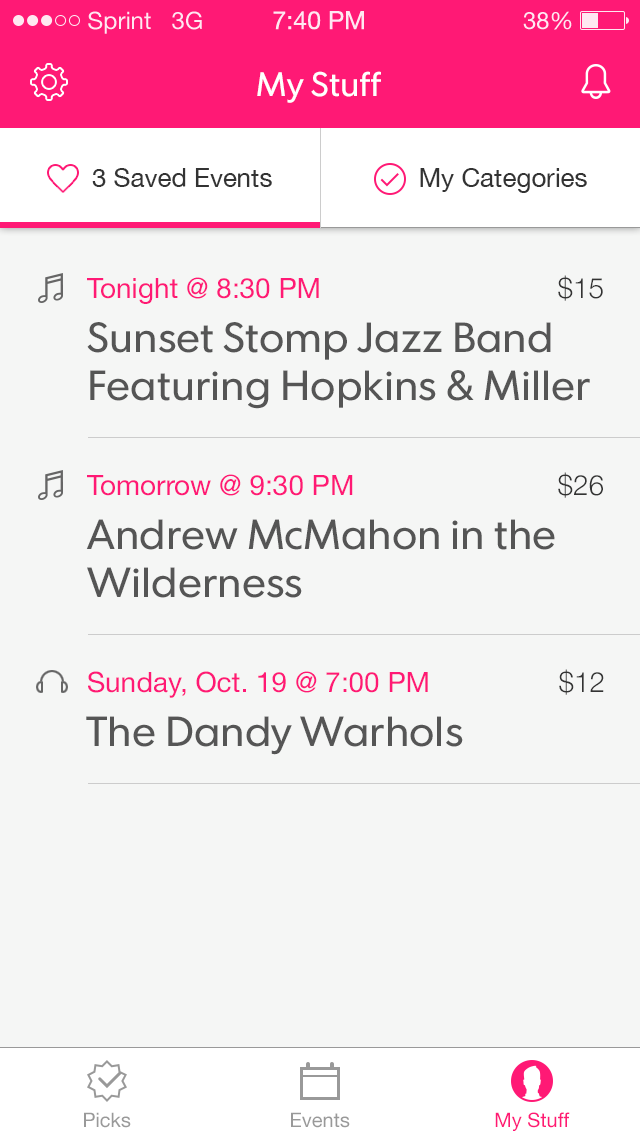 Sprint 3G 7:40 PM 38%
My Stuff
3 Saved Events My Categories
Tonight @ 8:30 PM $15
Sunset Stomp Jazz Band
Featuring Hopkins & Miller
Tomorrow @ 9:30 PM $26
Andrew McMahon in the
Wilderness
Sunday, Oct. 19 @ 7:00 PM $12
The Dandy Warhols
Picks Events My Stuff